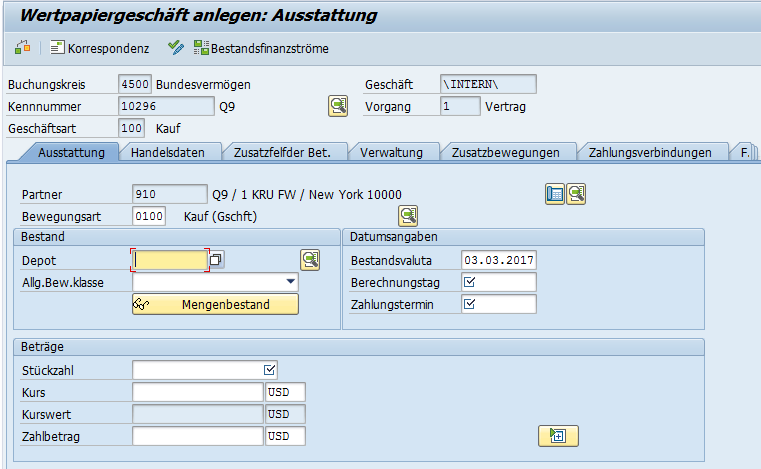 Wertpapiergeschäft anlegen: Ausstattung
Korrespondenz Bestandsfinanzströme
Buchungskreis 4500 Bundesvermögen Geschäft \INTERN\
Kennnummer 10296 Q9 Vorgang 1 Vertrag
Geschäftsart 100 Kauf
Ausstattung Handelsdaten Zusatzfelfder Bet. Verwaltung Zusatzbewegungen Zahlungsverbindungen F.
Partner 910 Q9 / 1 KRU FW / New York 10000
Bewegungsart 0100 Kauf (Gschft)
Bestand Datumsangaben
Depot Bestandsvaluta 03.03.2017
Allg.Bew.klasse Berechnungstag
Mengenbestand Zahlungstermin
Beträge
Stückzahl
Kurs USD
Kurswert USD
Zahlbetrag USD